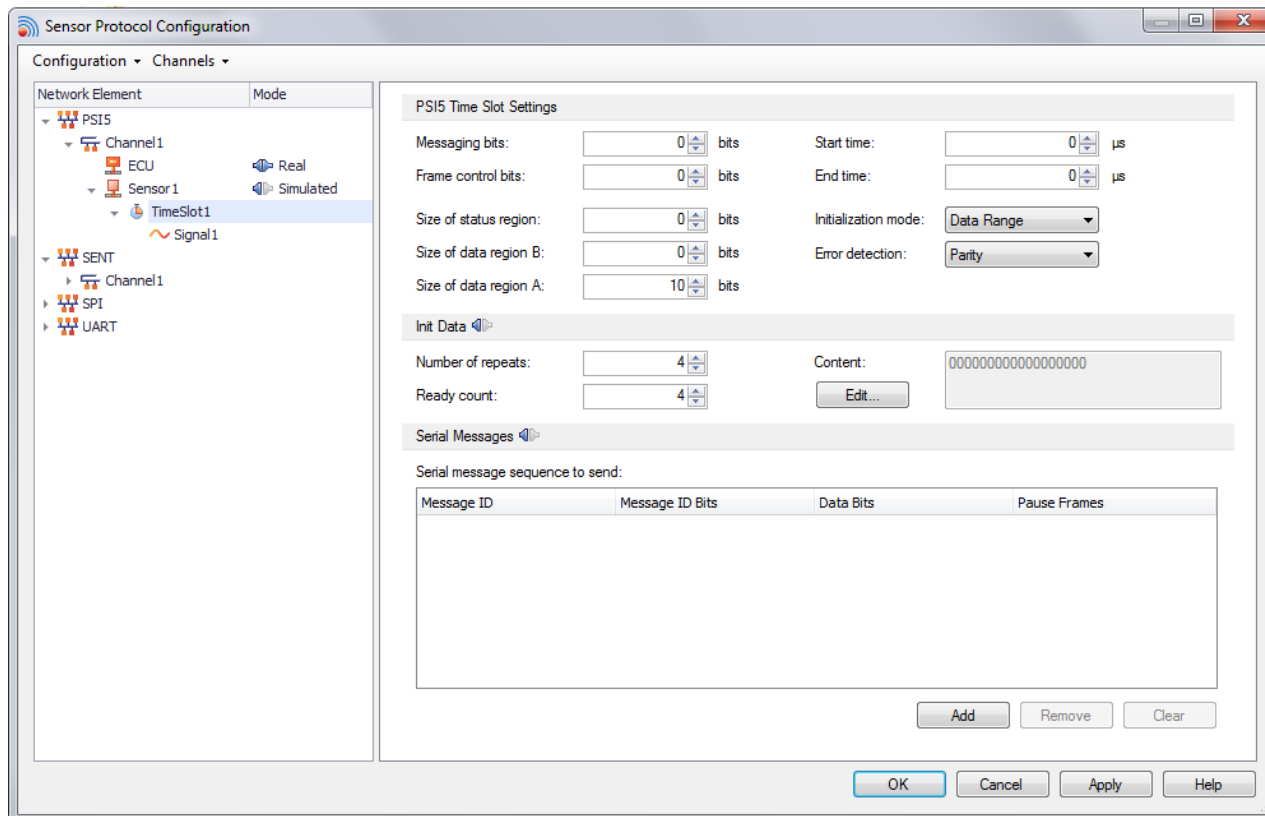 Sensor Protocol Configuration
Configuration Channels
Network Element Mode
PSI5
Channel1
ECU Real
Sensor1 Simulated
TimeSlot1
Signal1
SENT
Channel1
SPI
UART
PSI5 Time Slot Settings
Messaging bits: 0 bits Start time: 0 µs
Frame control bits: 0 bits End time: 0 µs
Size of status region: 0 bits Initialization mode: Data Range
Size of data region B: 0 bits Error detection: Parity
Size of data region A: 10 bits
Init Data
Number of repeats: 4 Content: 000000000000000000
Ready count: 4 Edit...
Serial Messages
Serial message sequence to send:
Message ID Message ID Bits Data Bits Pause Frames
Add Remove Clear
OK Cancel Apply Help